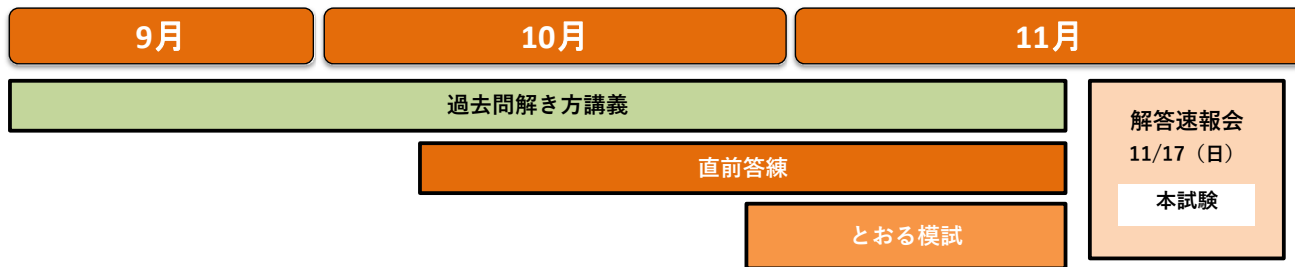 9月
10月
11月
過去問解き方講義
直前答練
とおる模試
解答速報会
11/17（日）
本試験